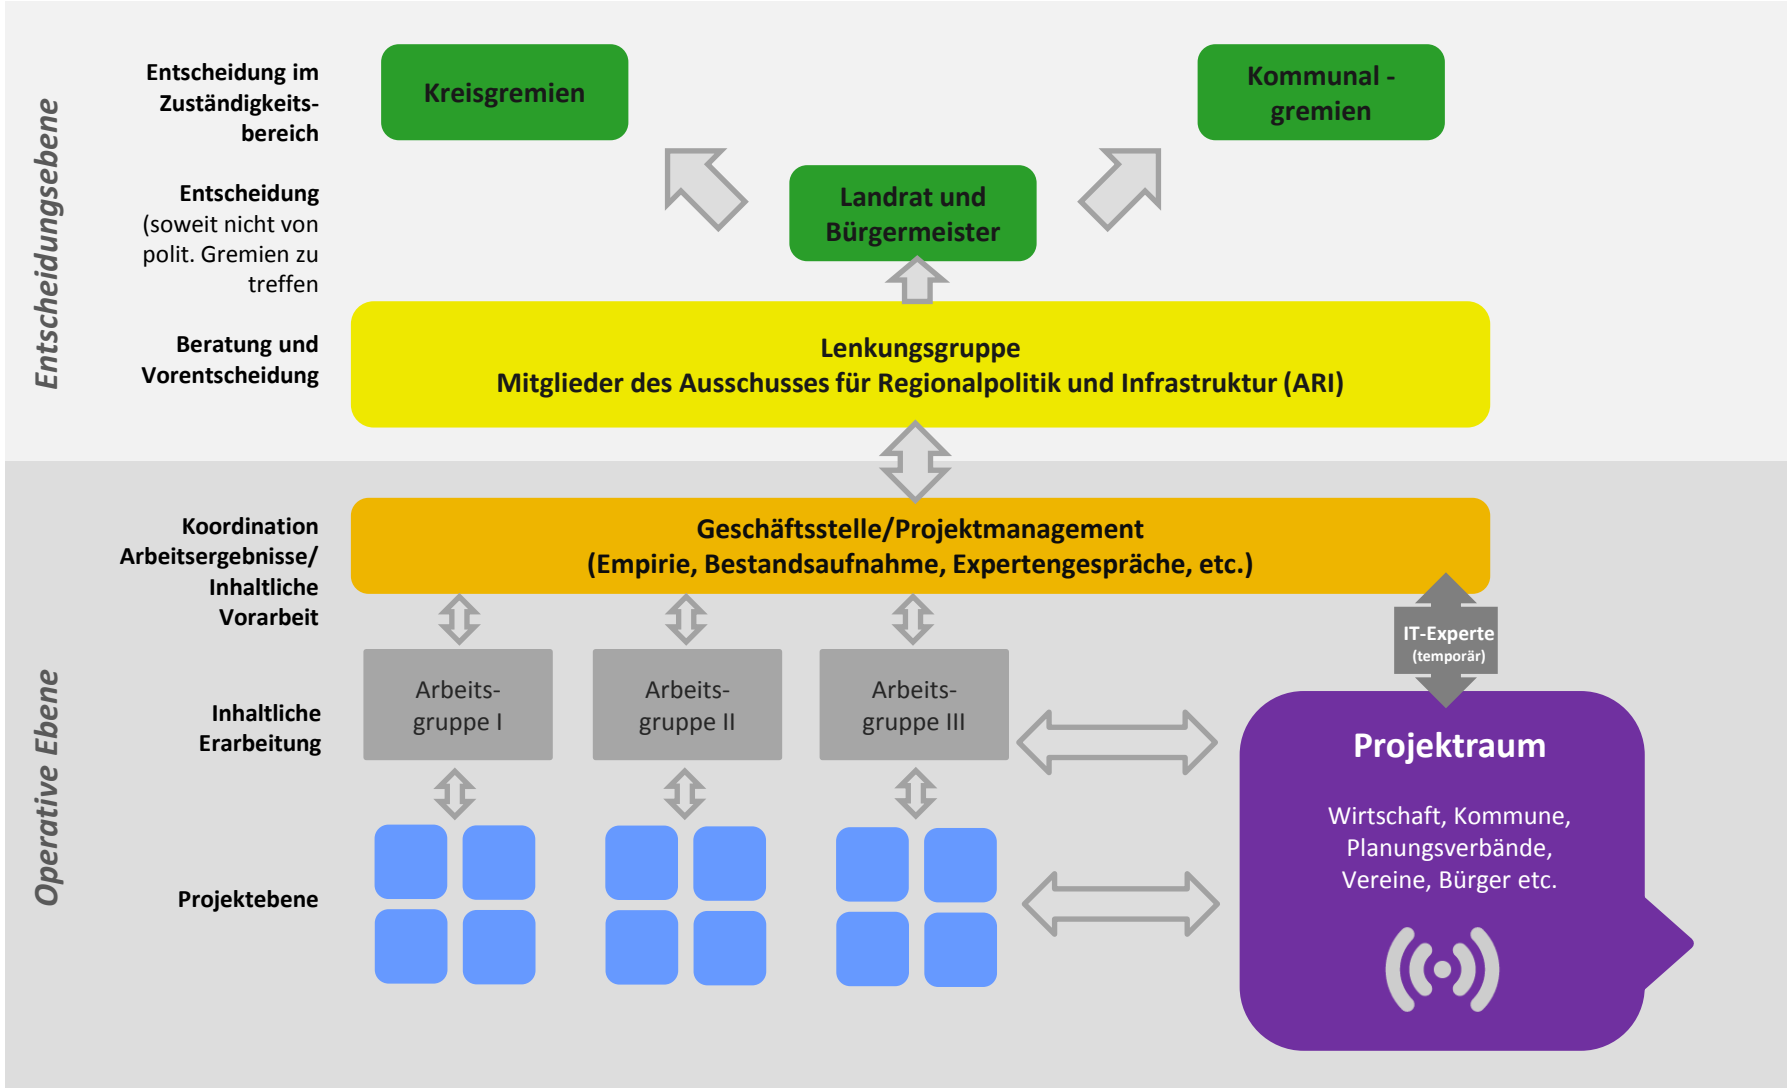 Entscheidungsebene
Entscheidung im
Zuständigkeits-
bereich
Kreisgremien
Kommunal -
gremien
Entscheidung
(soweit nicht von
polit. Gremien zu
treffen
Landrat und
Bürgermeister
Beratung und
Vorentscheidung
Lenkungsgruppe
Mitglieder des Ausschusses für Regionalpolitik und Infrastruktur (ARI)
Operative Ebene
Koordination
Arbeitsergebnisse/
Inhaltliche
Vorarbeit
Geschäftsstelle/Projektmanagement
(Empirie, Bestandsaufnahme, Expertengespräche, etc.)
IT-Experte
(temporär)
Inhaltliche
Erarbeitung
Arbeits-
gruppe I
Arbeits-
gruppe II
Arbeits-
gruppe III
Projektraum
Wirtschaft, Kommune,
Planungsverbände,
Vereine, Bürger etc.
Projektebene